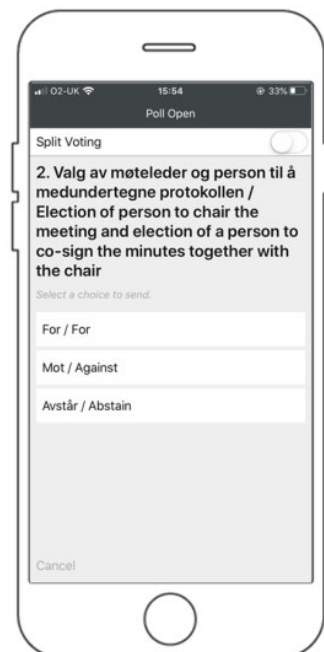 O2-UK 15:54 33%
Poll Open
Split Voting
2. Valg av møteleder og person til å
medundertegne protokollen /
Election of person to chair the
meeting and election of a person to
co-sign the minutes together with
the chair
Select a choice to send.
For / For
Mot / Against
Avstår / Abstain
Cancel